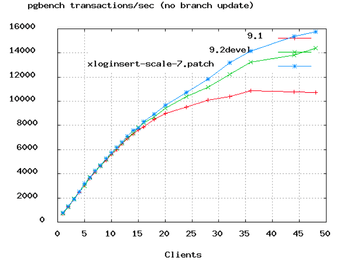 pgbench transactions/sec (no branch update)
16000
9.1
14000
9.2devel
xloginsert-scale-7.patch
12000
10000
8000
6000
4000
2000
0
0 5 10 15 20 25 30 35 40 45 50
Clients